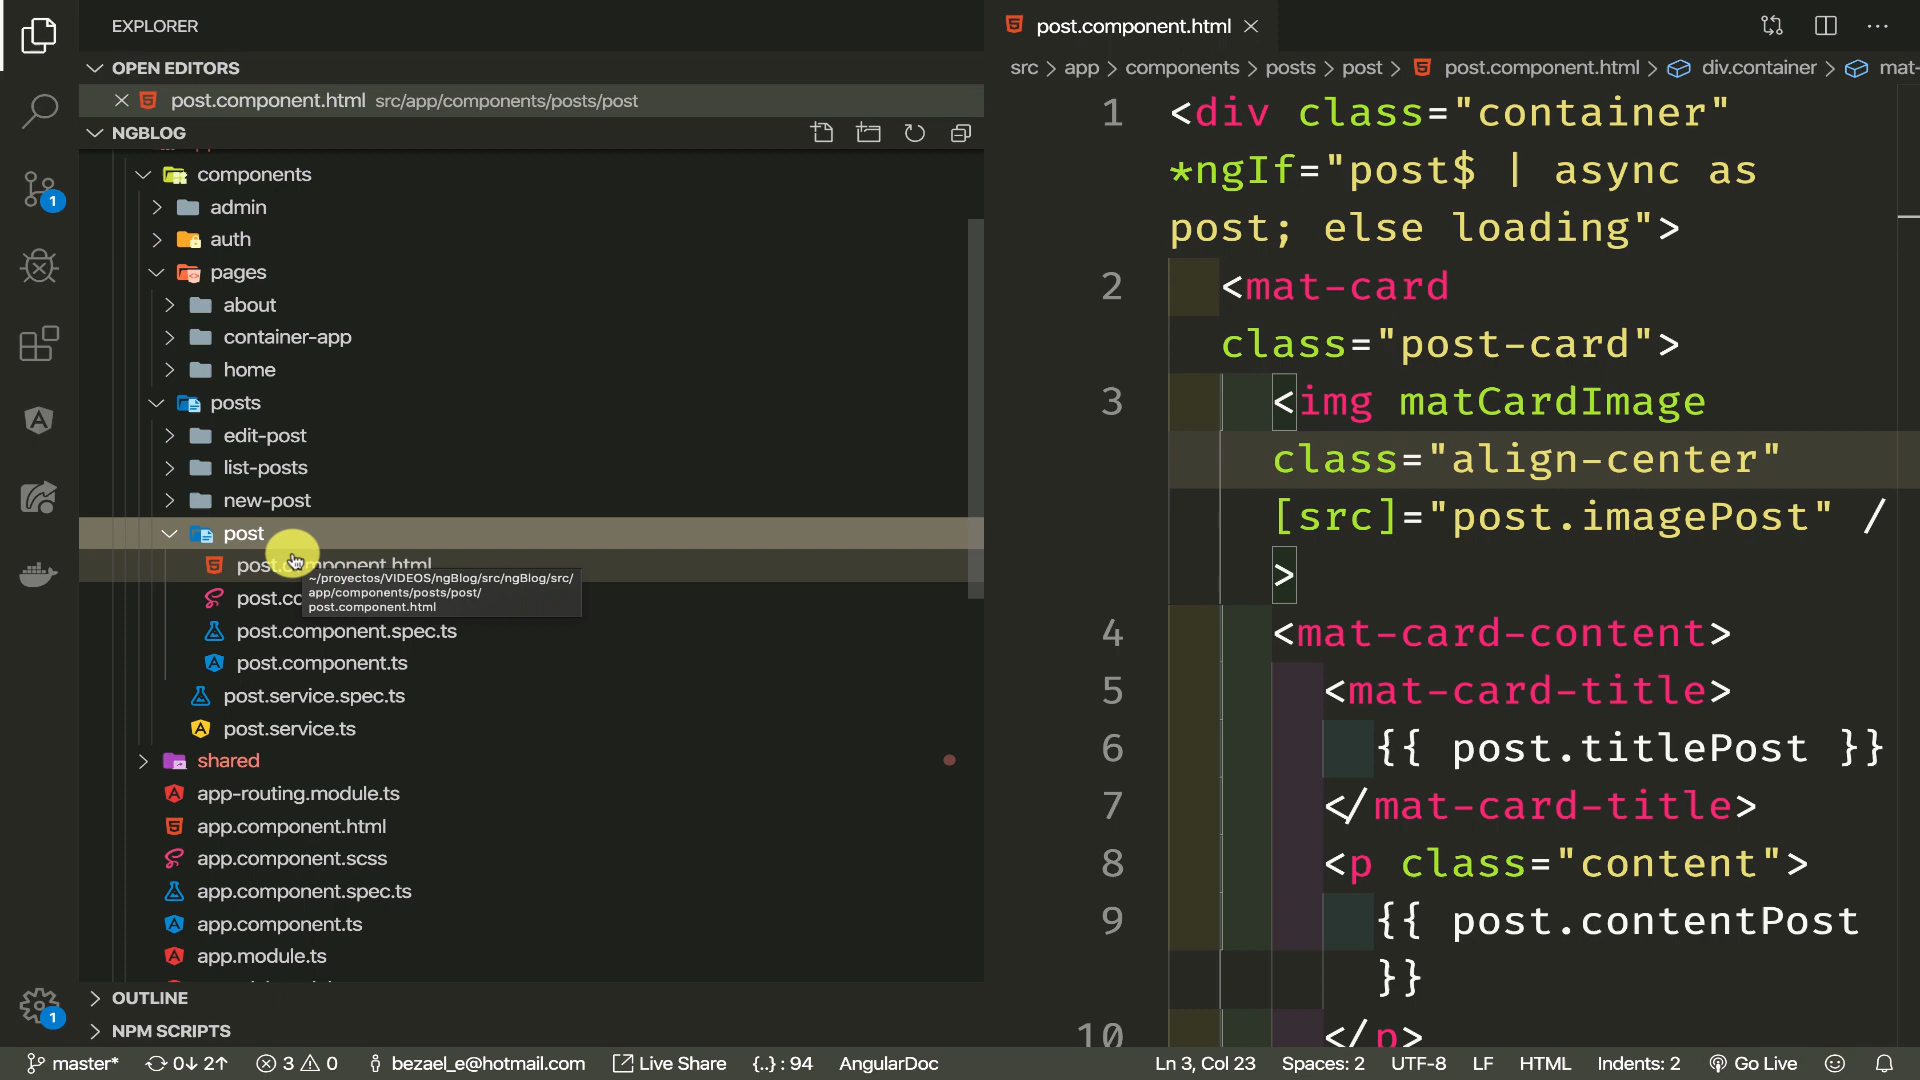 EXPLORER
OPEN EDITORS
post.component.html src/app/components/posts/post
NGBLOG
components
admin
auth
pages
about
container-app
home
posts
edit-post
list-posts
new-post
post
post.component.html
~/proyectos/VIDEOS/ngBlog/src/ngBlog/src/
app/components/posts/post/
post.component.html
post.co
post.component.spec.ts
post.component.ts
post.service.spec.ts
post.service.ts
shared
app-routing.module.ts
app.component.html
app.component.scss
app.component.spec.ts
app.component.ts
app.module.ts
OUTLINE
NPM SCRIPTS
1
1
post.component.html
src > app > components > posts > post > post.component.html > div.container > mat-
1 <div class="container"
*ngIf="post$ | async as
post; else loading">
2 <mat-card
class="post-card">
3 <img matCardImage
class="align-center"
[src]="post.imagePost" /
>
4 <mat-card-content>
5 <mat-card-title>
6 {{ post.titlePost }}
7 </mat-card-title>
8 <p class="content">
9 {{ post.contentPost
}}
10 </p>
master* 0↓ 2↑ 3 0 bezael_e@hotmail.com Live Share {..} : 94 AngularDoc Ln 3, Col 23 Spaces: 2 UTF-8 LF HTML Indents: 2 Go Live